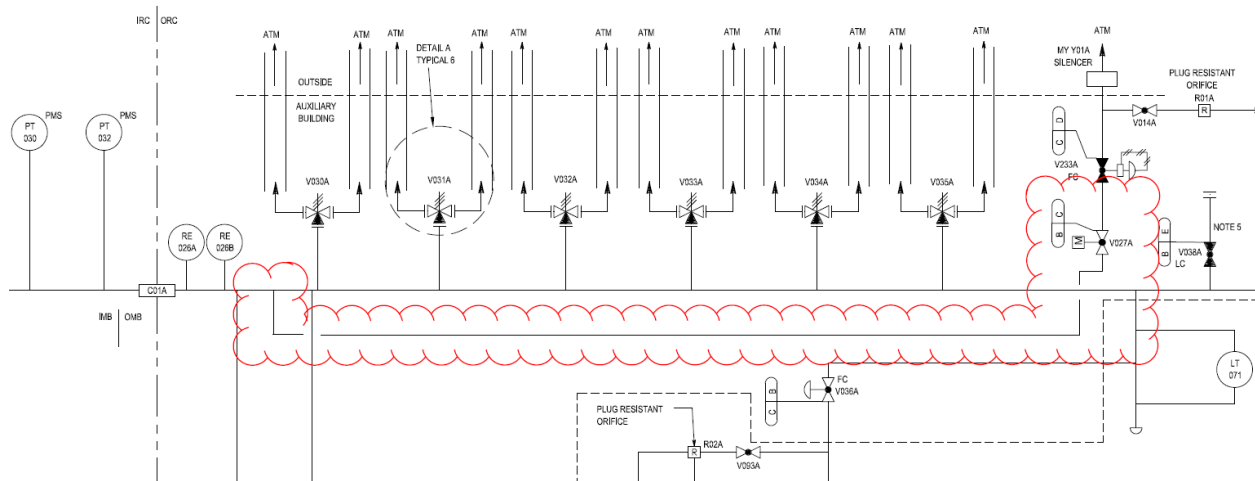 IRC
ORC
ATM
ATM
ATM
ATM
ATM
ATM
ATM
ATM
ATM
ATM
ATM
ATM
ATM
DETAIL A
TYPICAL 6
MY Y01A
SILENCER
PLUG RESISTANT
ORIFICE
R01A
R
OUTSIDE
AUXILIARY
BUILDING
V014A
PT
030
PMS
PT
032
PMS
C D
V233A
FC
V030A
V031A
V032A
V033A
V034A
V035A
RE
026A
RE
026B
B C
M
V027A
B E
V038A
LC
NOTE 5
C01A
IMB
OMB
LT
071
FC
V036A
C B
PLUG RESISTANT
ORIFICE
R02A
R
V093A